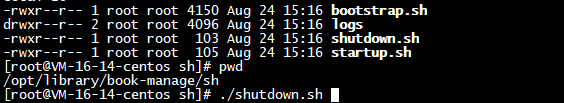 -rwxr--r-- 1 root root 4150 Aug 24 15:16 bootstrap.sh
drwxr--r-- 2 root root 4096 Aug 24 15:16 logs
-rwxr--r-- 1 root root  103 Aug 24 15:16 shutdown.sh
-rwxr--r-- 1 root root  105 Aug 24 15:16 startup.sh
[root@VM-16-14-centos sh]# pwd
/opt/library/book-manage/sh
[root@VM-16-14-centos sh]# ./shutdown.sh